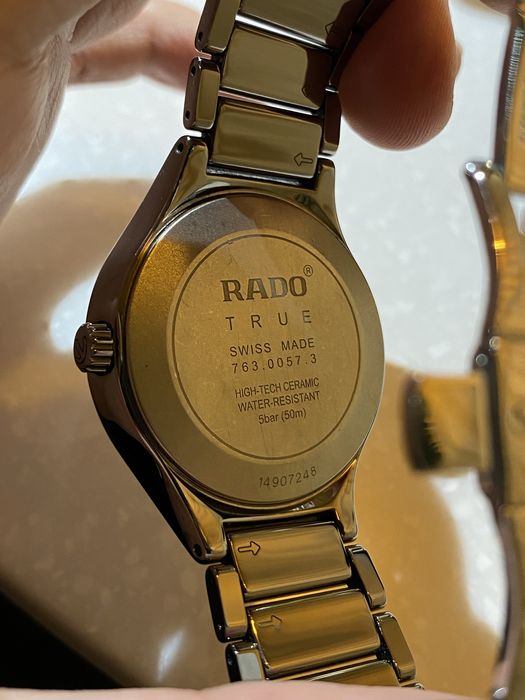 RADO®
TRUE
SWISS MADE
763.0057.3
HIGH-TECH CERAMIC
WATER-RESISTANT
5bar (50m)
14907248